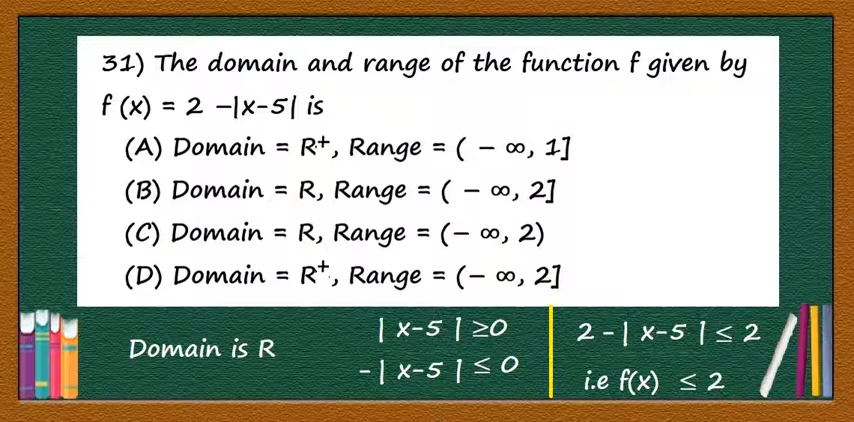 31) The domain and range of the function f given by
f (x) = 2 –|x-5| is
(A) Domain = R⁺, Range = ( – ∞, 1]
(B) Domain = R, Range = ( – ∞, 2]
(C) Domain = R, Range = (– ∞, 2)
(D) Domain = R⁺, Range = (– ∞, 2]
Domain is R
| x-5 | ≥0
-| x-5 | ≤ 0
2 - | x-5 | ≤ 2
i.e f(x) ≤ 2